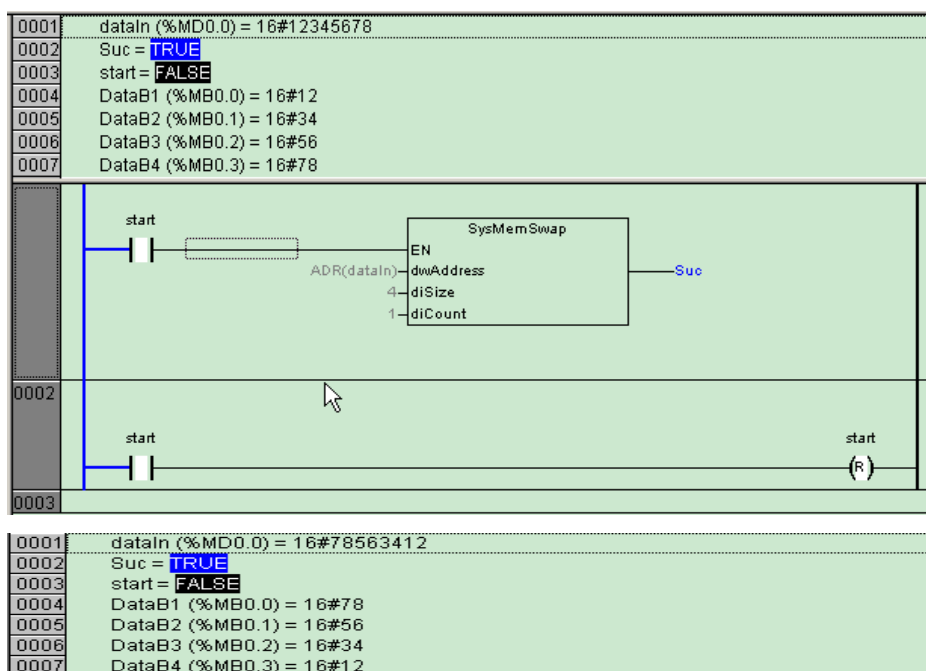 0001 dataIn (%MD0.0) = 16#12345678
0002 Suc = TRUE
0003 start = FALSE
0004 DataB1 (%MB0.0) = 16#12
0005 DataB2 (%MB0.1) = 16#34
0006 DataB3 (%MB0.2) = 16#56
0007 DataB4 (%MB0.3) = 16#78
start
SysMemSwap
EN
ADR(dataIn) dwAddress Suc
4 diSize
1 diCount
0002
start start
R
0003
0001 dataIn (%MD0.0) = 16#78563412
0002 Suc = TRUE
0003 start = FALSE
0004 DataB1 (%MB0.0) = 16#78
0005 DataB2 (%MB0.1) = 16#56
0006 DataB3 (%MB0.2) = 16#34
0007 DataB4 (%MB0.3) = 16#12